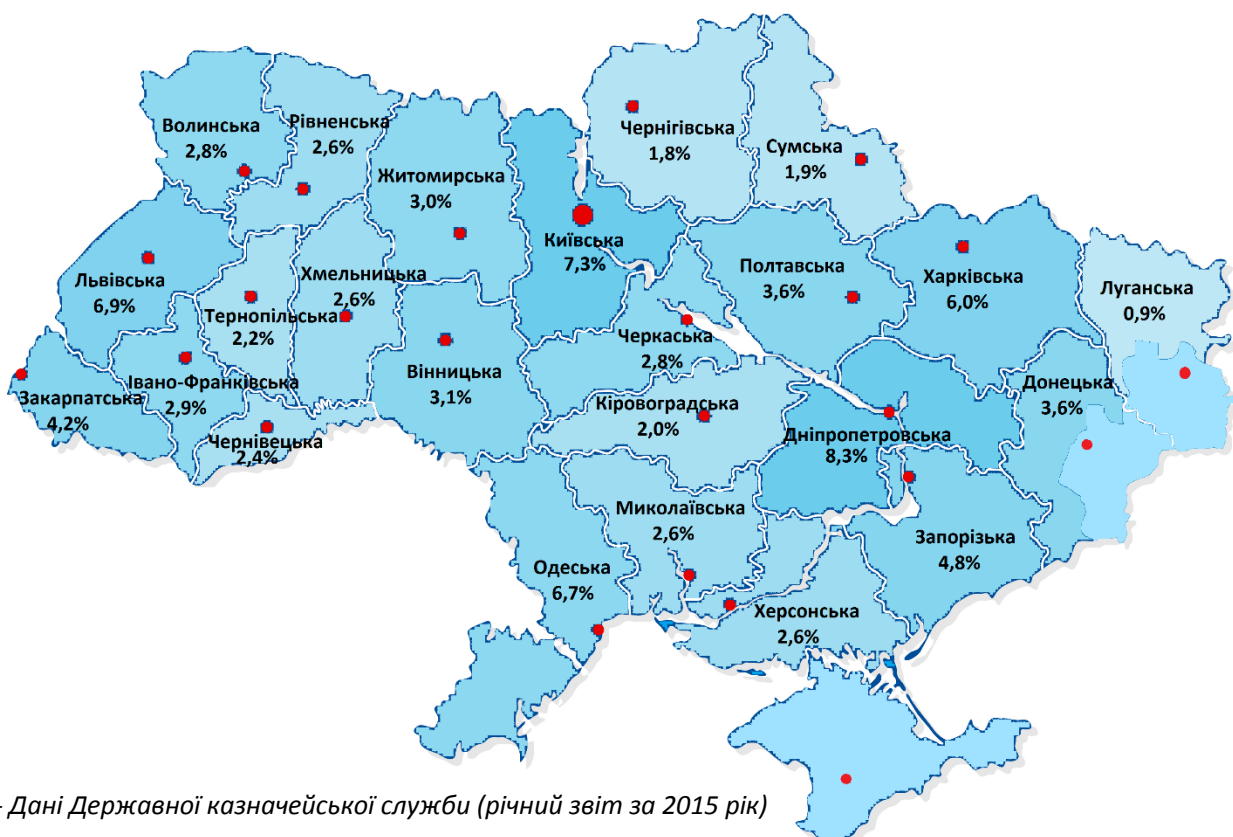 Волинська
2,8%
Рівненська
2,6%
Житомирська
3,0%
Чернігівська
1,8%
Сумська
1,9%
Київська
7,3%
Львівська
6,9%
Тернопільська
2,2%
Хмельницька
2,6%
Полтавська
3,6%
Харківська
6,0%
Луганська
0,9%
Закарпатська
4,2%
Івано-Франківська
2,9%
Чернівецька
2,4%
Вінницька
3,1%
Черкаська
2,8%
Кіровоградська
2,0%
Дніпропетровська
8,3%
Донецька
3,6%
Одеська
6,7%
Миколаївська
2,6%
Запорізька
4,8%
Херсонська
2,6%
- Дані Державної казначейської служби (річний звіт за 2015 рік)